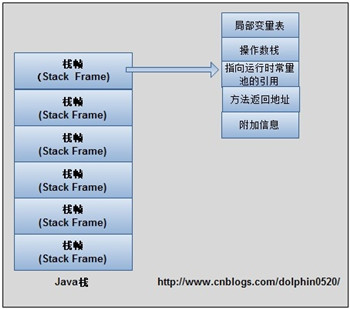 栈帧
(Stack Frame)
栈帧
(Stack Frame)
栈帧
(Stack Frame)
栈帧
(Stack Frame)
栈帧
(Stack Frame)
栈帧
(Stack Frame)
Java栈
局部变量表
操作数栈
指向运行时常量
池的引用
方法返回地址
附加信息
http://www.cnblogs.com/dolphin0520/